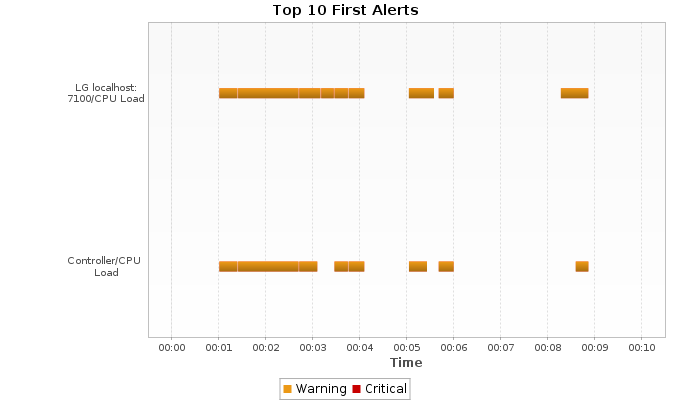 Top 10 First Alerts
LG localhost:
7100/CPU Load
Controller/CPU
Load
00:00 00:01 00:02 00:03 00:04 00:05 00:06 00:07 00:08 00:09 00:10
Time
Warning Critical